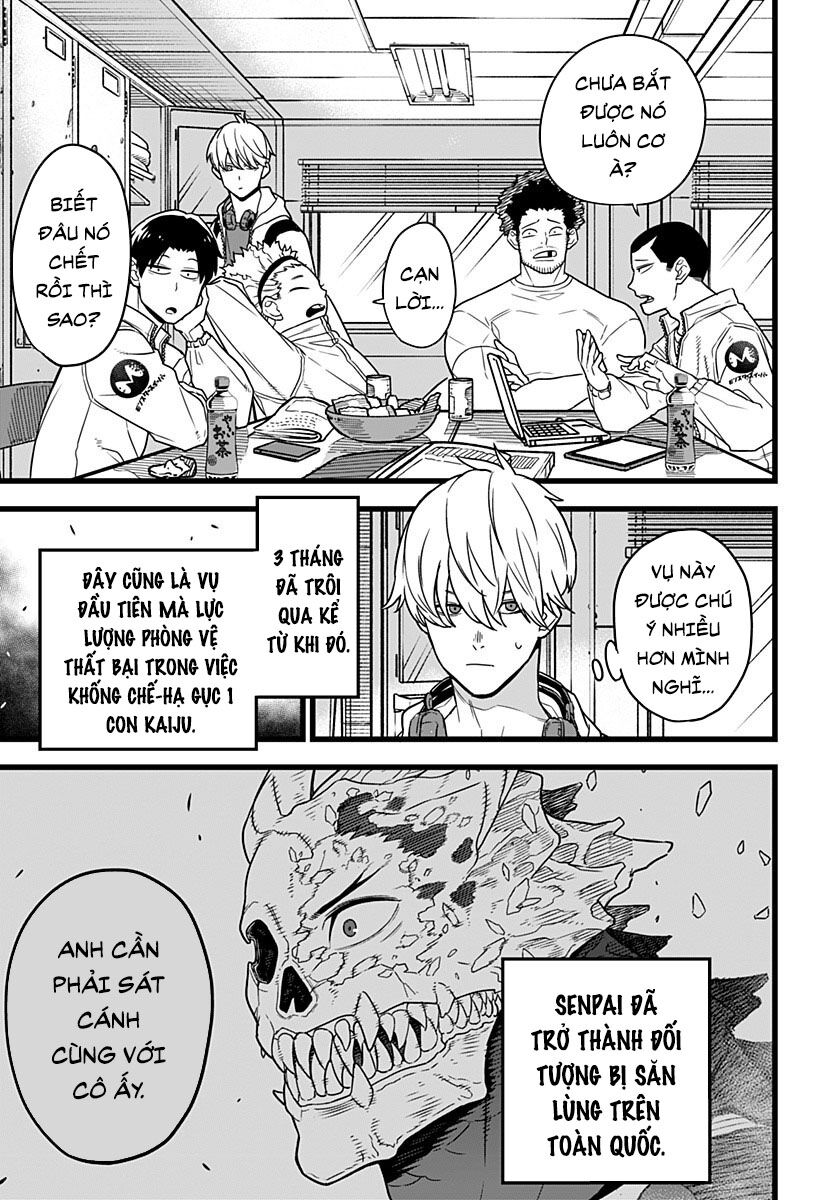 CHƯA BẮT
ĐƯỢC NÓ
LUÔN CƠ
À?
CẠN
LỜI...
BIẾT
ĐÂU NÓ
CHẾT
RỒI THÌ
SAO?
お茶
VỤ NÀY
ĐƯỢC CHÚ
Ý NHIỀU
HƠN MÌNH
NGHĨ...
3 THÁNG
ĐÃ TRÔI
QUA KỂ
TỪ KHI ĐÓ.
ĐÂY CŨNG LÀ VỤ
ĐẦU TIÊN MÀ LỰC
LƯỢNG PHÒNG VỆ
THẤT BẠI TRONG VIỆC
KHỐNG CHẾ-HẠ GỤC 1
CON KAIJU.
SENPAI ĐÃ
TRỞ THÀNH ĐỐI
TƯỢNG BỊ SĂN
LÙNG TRÊN
TOÀN QUỐC.
ANH CẦN
PHẢI SÁT
CÁNH
CÙNG VỚI
CÔ ẤY.